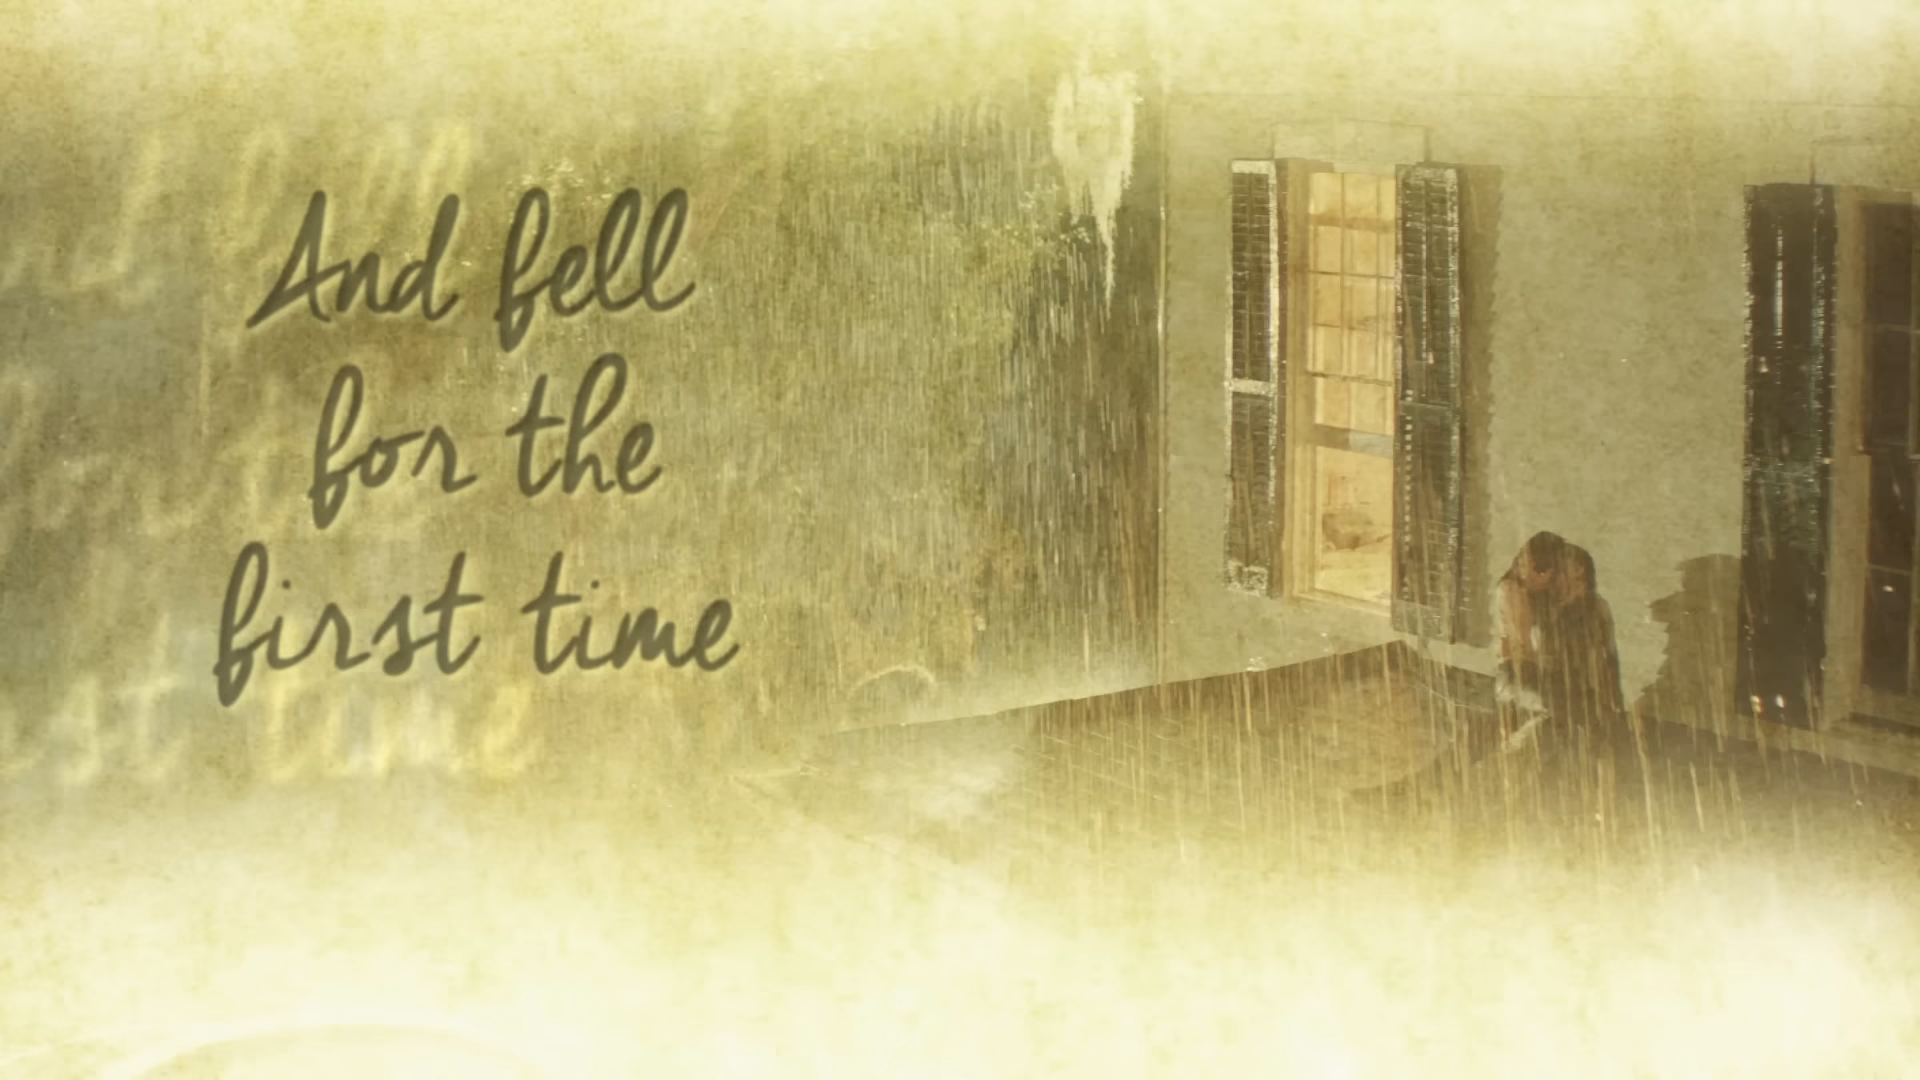 And fell
for the
first time